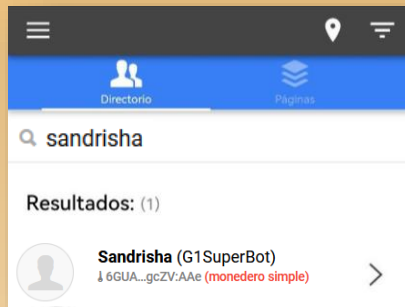 Directorio
Páginas
sandrisha
Resultados: (1)
Sandrisha (G1SuperBot)
6GUA...gcZV:AAe (monedero simple)